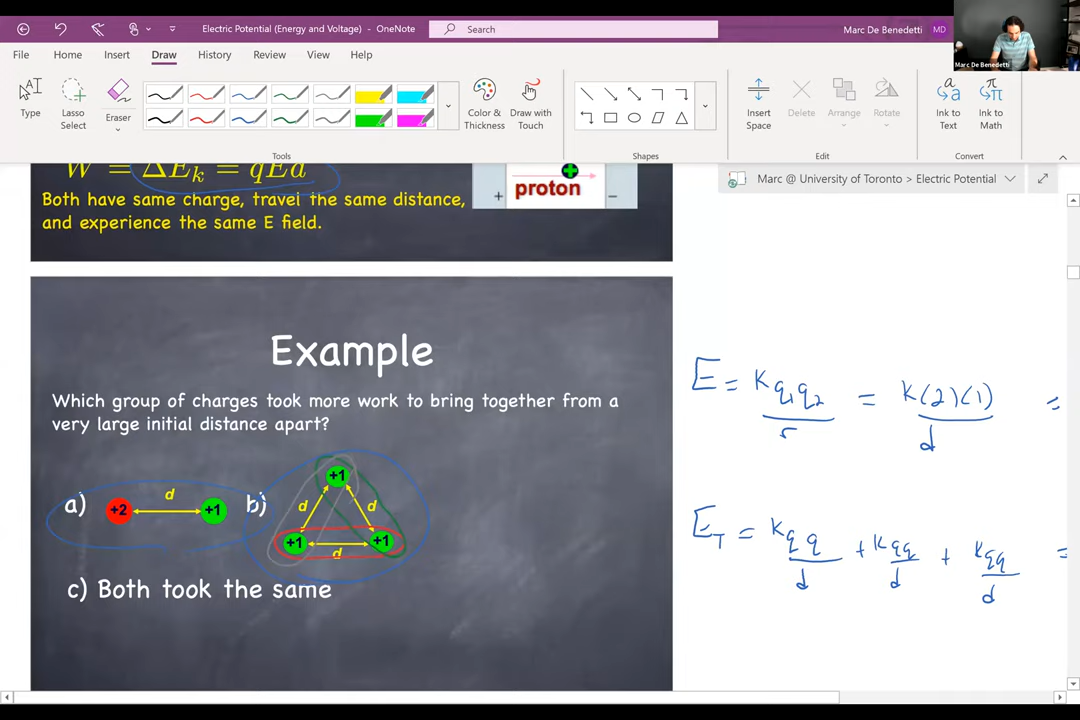 Electric Potential (Energy and Voltage) - OneNote
Search
Marc De Benedetti
MD
Marc De Benedetti
File Home Insert Draw History Review View Help
Type
Lasso Select
Eraser
Color & Thickness
Draw with Touch
Insert Space
Delete
Arrange
Rotate
Ink to Text
Ink to Math
Tools
Shapes
Edit
Convert
W = ΔE_k = qEd
+ proton −
Marc @ University of Toronto > Electric Potential
Both have same charge, travel the same distance,
and experience the same E field.
Example
Which group of charges took more work to bring together from a
very large initial distance apart?
a) +2 d +1
b) +1 d d +1 d +1
c) Both took the same
E = kq₁q₂/r = k(2)(1)/d =
E_T = kqq/d + kqq/d + kqq/d =